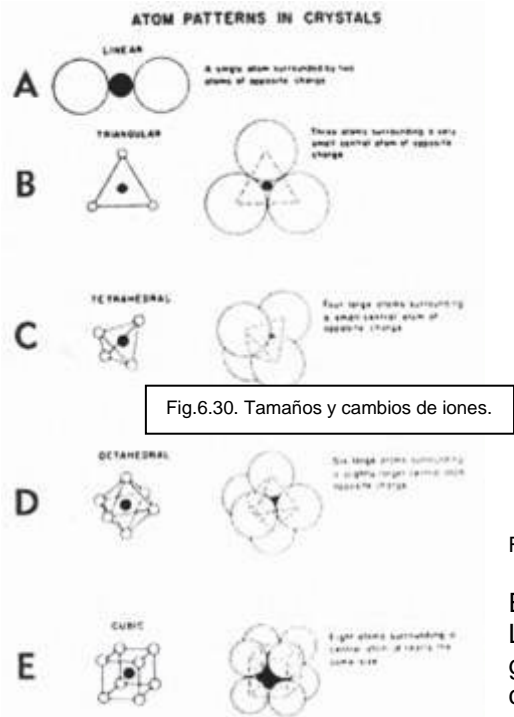 ATOM PATTERNS IN CRYSTALS
LINEAR
A
A single atom surrounded by two
atoms of opposite charge
TRIANGULAR
B
Three atoms surrounding a very
small central atom of opposite
charge
TETRAHEDRAL
C
Four large atoms surrounding
a small central atom of
opposite charge
Fig.6.30. Tamaños y cambios de iones.
OCTAHEDRAL
D
Six large atoms surrounding
a slightly larger central atom
opposite charge
CUBIC
E
Eight atoms surrounding a
central atom of nearly the
same size